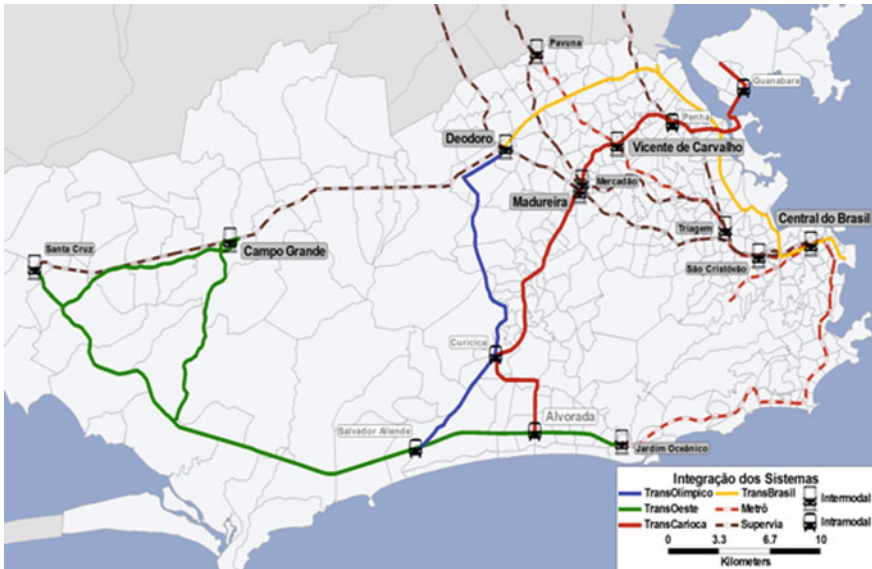 Pavuna
Guanabara
Penha
Deodoro
Vicente de Carvalho
Mercadão
Madureira
Central do Brasil
Triagem
Campo Grande
Santa Cruz
São Cristóvão
Curicica
Alvorada
Salvador Allende
Jardim Oceânico
Integração dos Sistemas
TransOlímpico
TransBrasil
Intermodal
TransOeste
Metrô
TransCarioca
Supervia
Intramodal
0 3.3 6.7 10
Kilometers